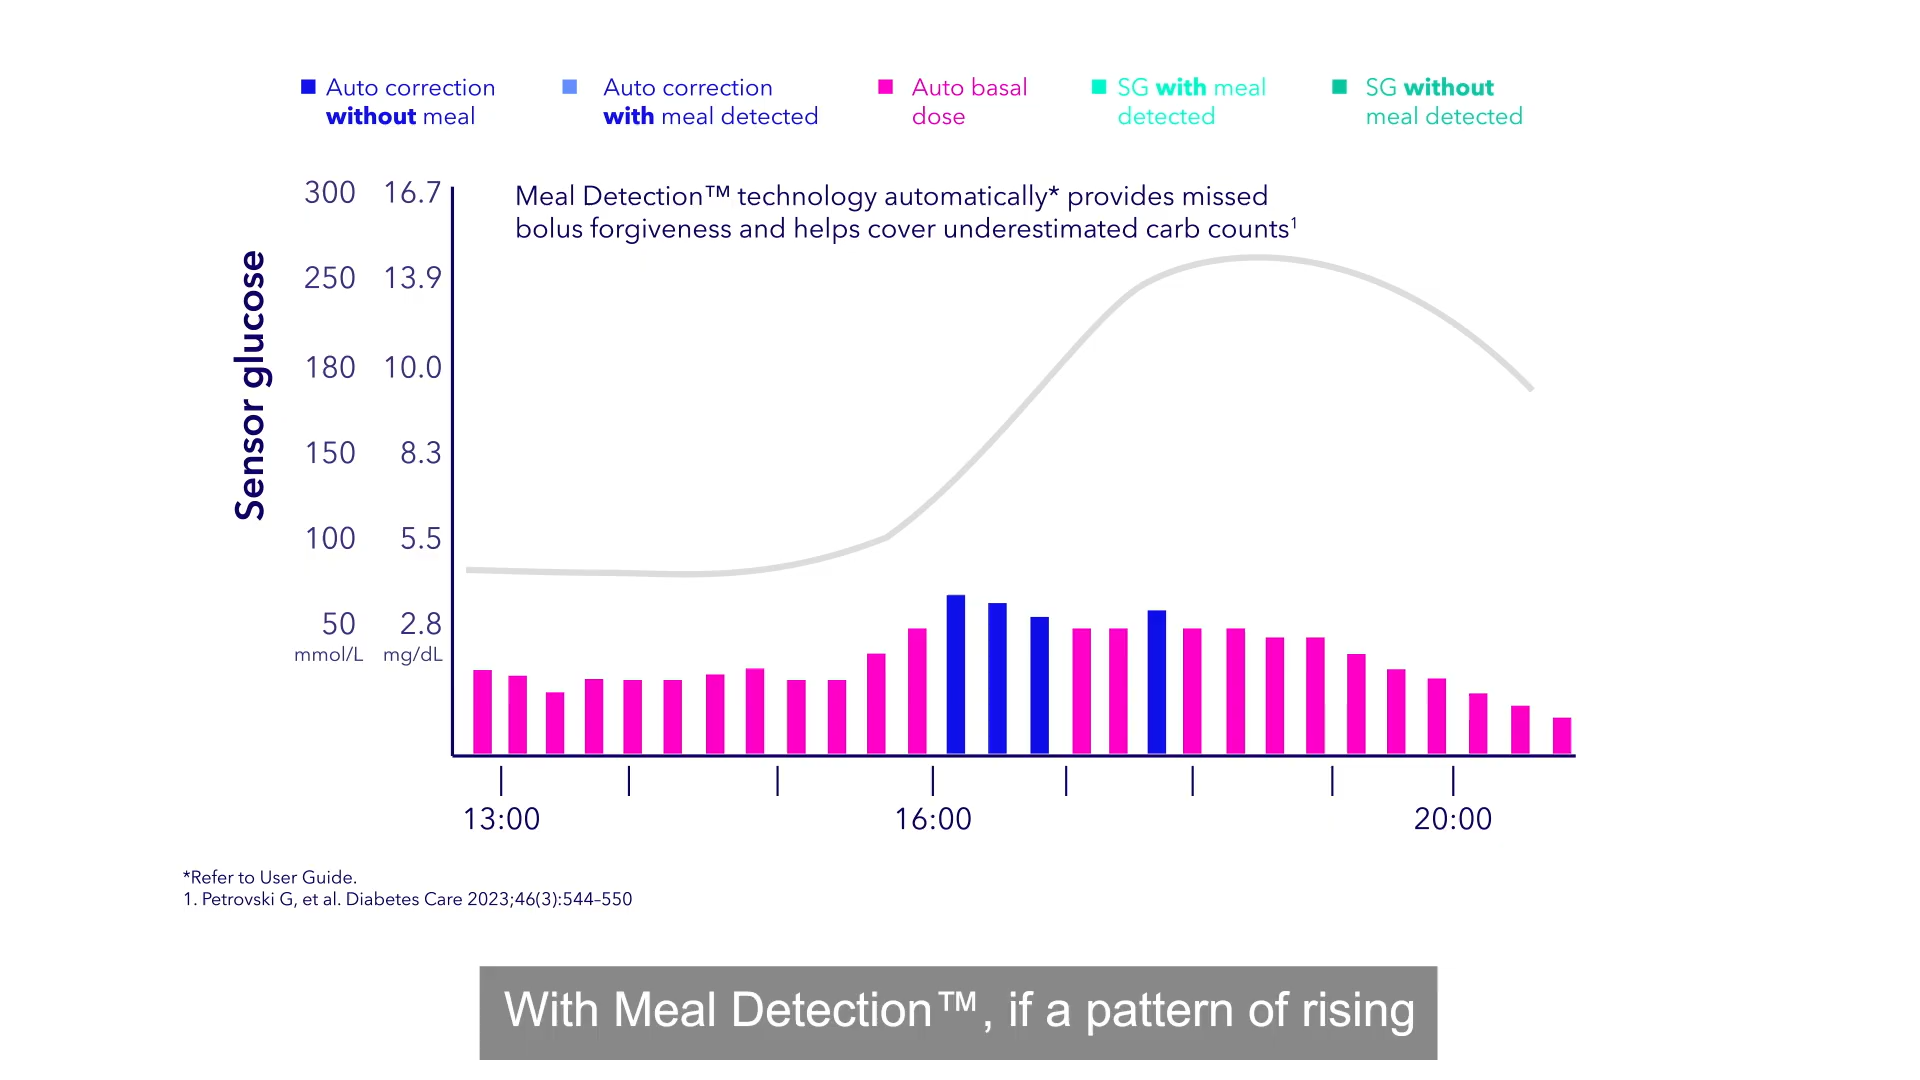 Auto correction
without meal
Auto correction
with meal detected
Auto basal
dose
SG with meal
detected
SG without
meal detected
Meal Detection™ technology automatically* provides missed
bolus forgiveness and helps cover underestimated carb counts¹
Sensor glucose
300 16.7
250 13.9
180 10.0
150 8.3
100 5.5
50 2.8
mmol/L mg/dL
13:00 16:00 20:00
*Refer to User Guide.
1. Petrovski G, et al. Diabetes Care 2023;46(3):544–550
With Meal Detection™, if a pattern of rising